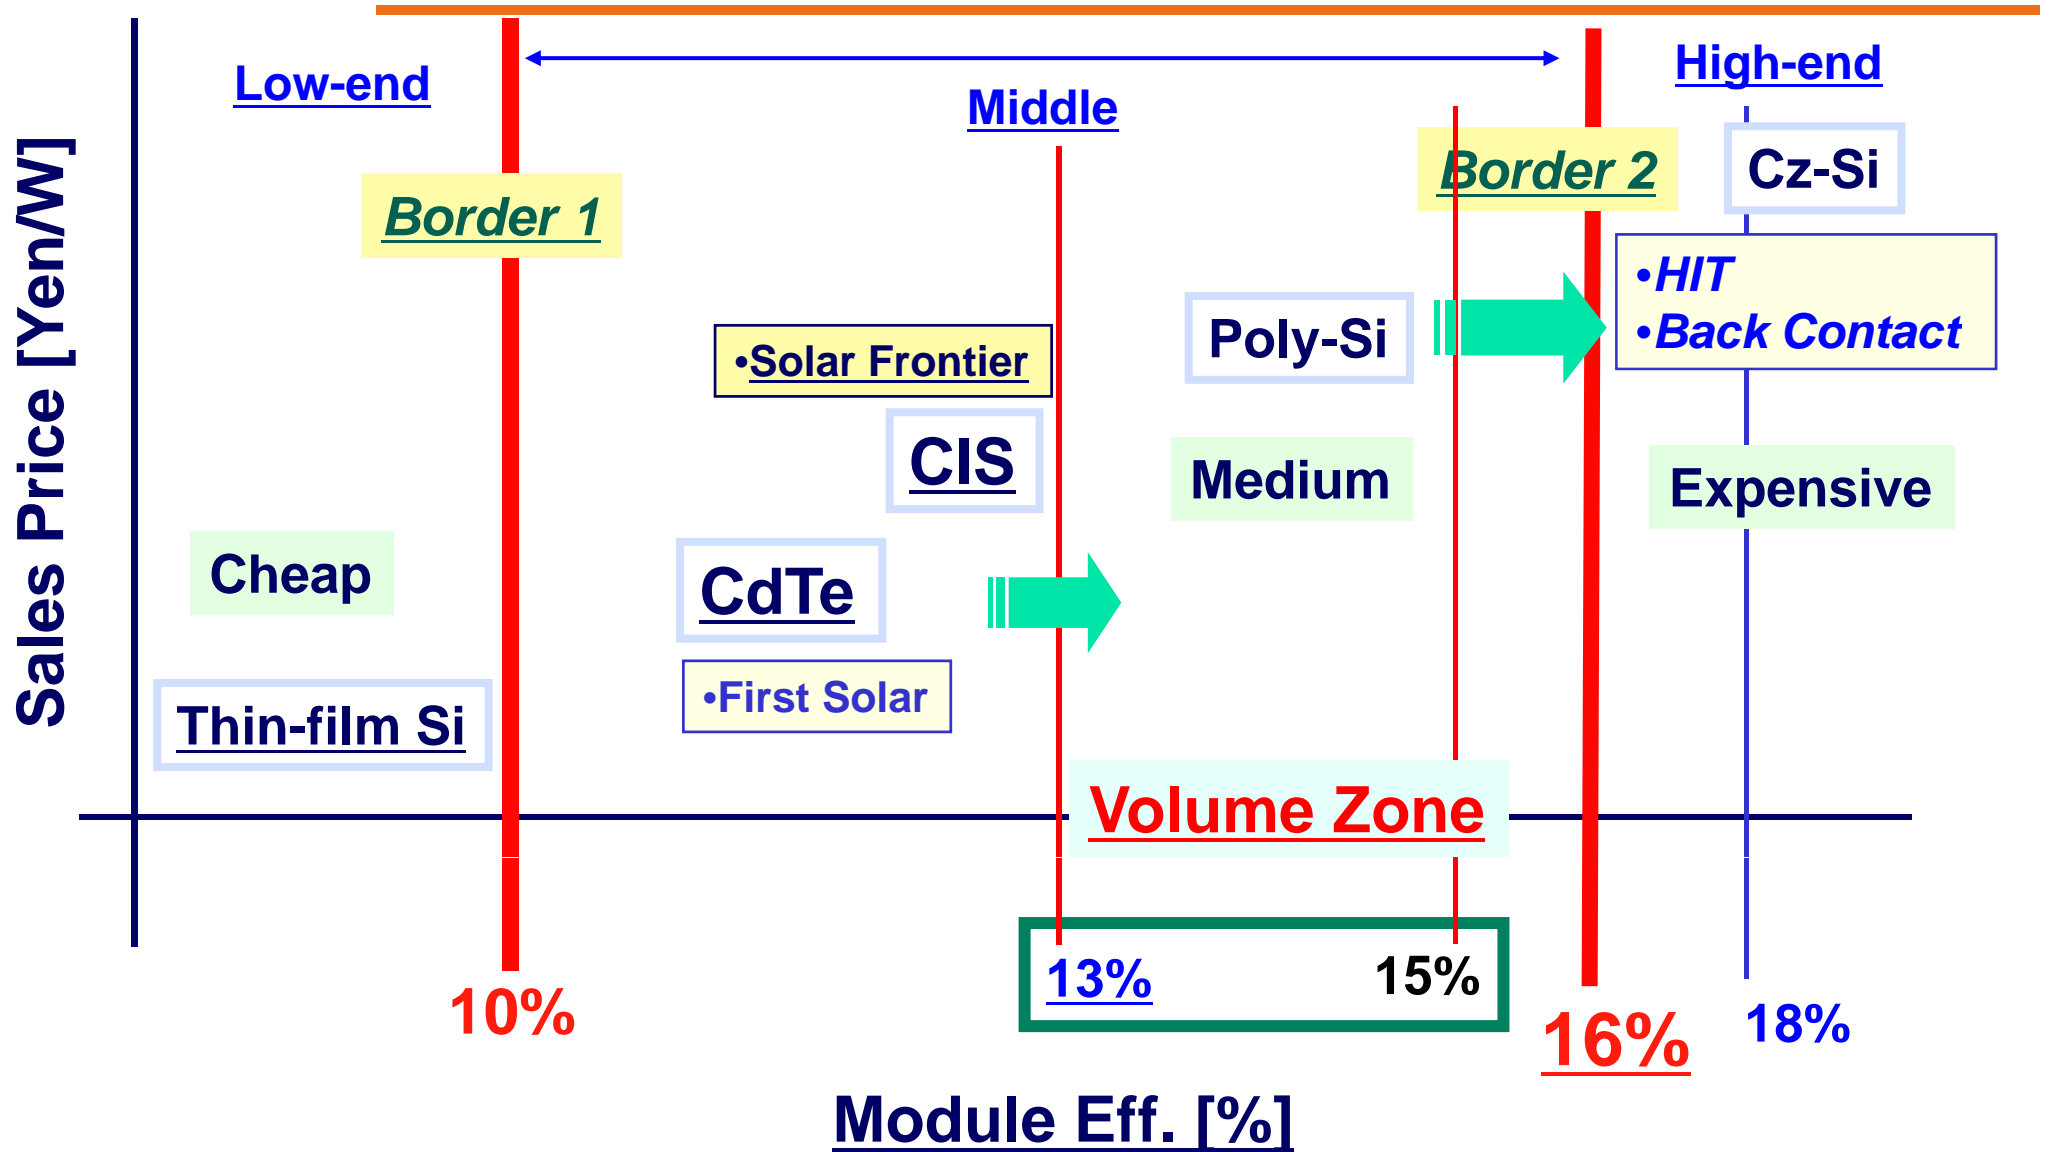 Low-end
Middle
High-end
Border 1
Border 2
Cz-Si
•HIT
•Back Contact
Poly-Si
•Solar Frontier
CIS
Medium
Expensive
Cheap
CdTe
•First Solar
Thin-film Si
Volume Zone
Sales Price [Yen/W]
10%
13%
15%
16%
18%
Module Eff. [%]